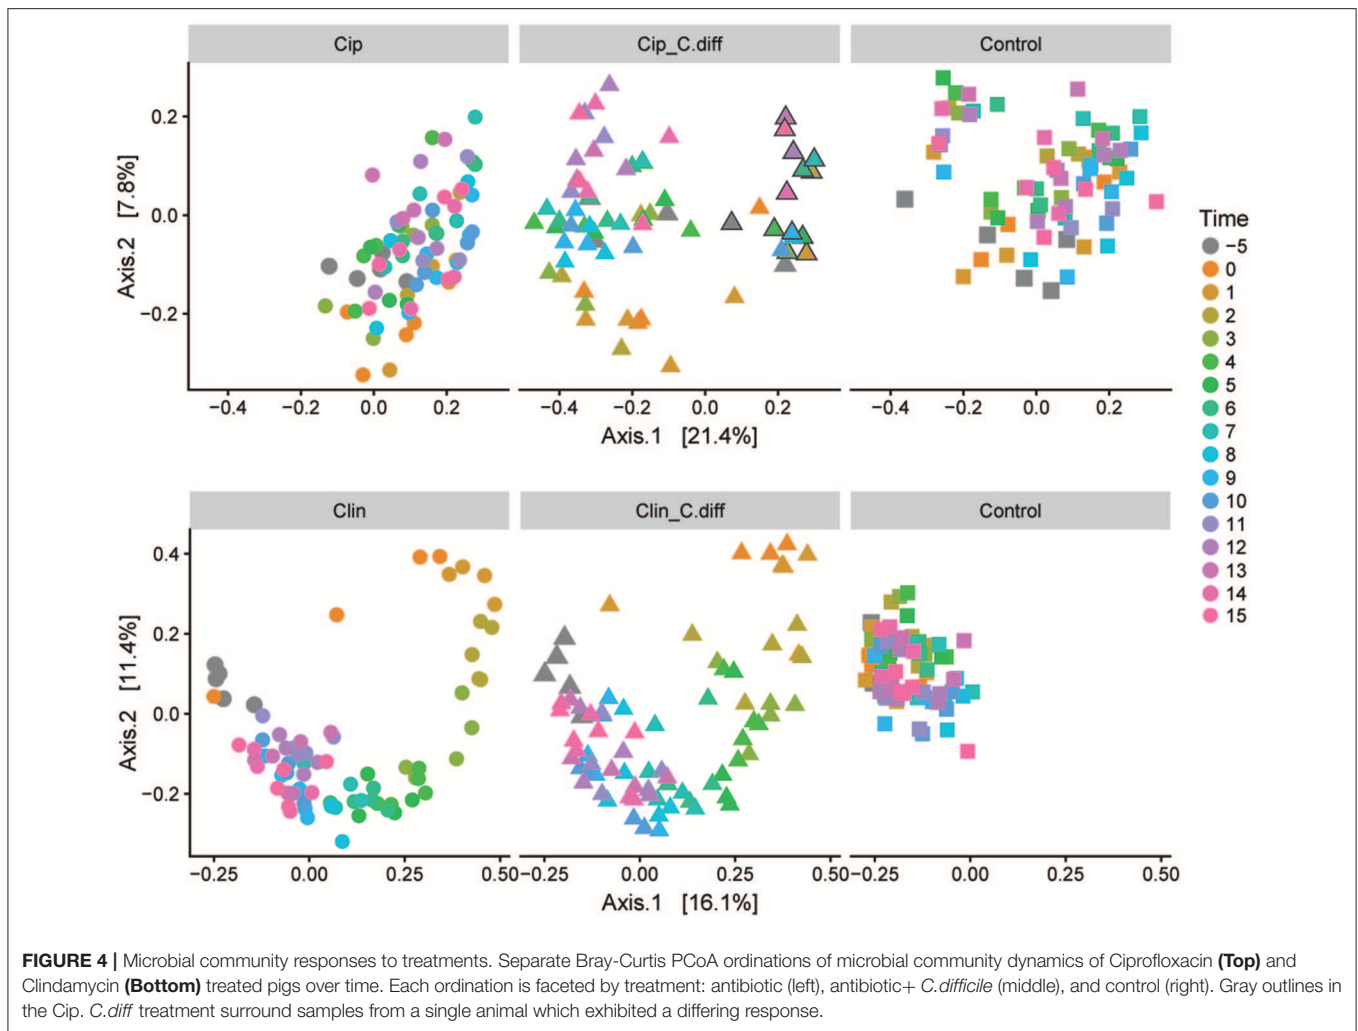 Cip
Cip_C.diff
Control
0.2
0.0
−0.2
Axis.2 [7.8%]
−0.4 −0.2 0.0 0.2
−0.4 −0.2 0.0 0.2
−0.4 −0.2 0.0 0.2
Axis.1 [21.4%]
Clin
Clin_C.diff
Control
0.4
0.2
0.0
−0.2
Axis.2 [11.4%]
−0.25 0.00 0.25 0.50
−0.25 0.00 0.25 0.50
−0.25 0.00 0.25 0.50
Axis.1 [16.1%]
Time
−5
0
1
2
3
4
5
6
7
8
9
10
11
12
13
14
15
FIGURE 4 | Microbial community responses to treatments. Separate Bray-Curtis PCoA ordinations of microbial community dynamics of Ciprofloxacin (Top) and
Clindamycin (Bottom) treated pigs over time. Each ordination is faceted by treatment: antibiotic (left), antibiotic+ C.difficile (middle), and control (right). Gray outlines in
the Cip. C.diff treatment surround samples from a single animal which exhibited a differing response.